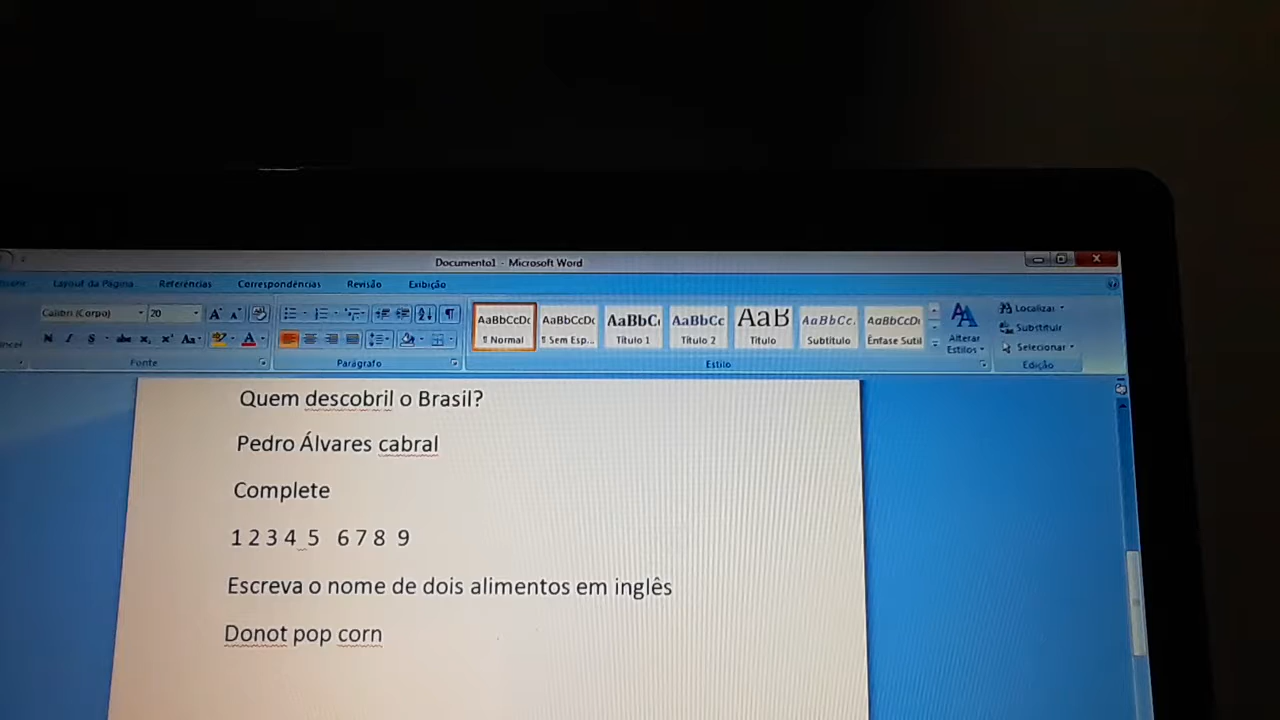 Documento1 - Microsoft Word
Layout da Página Referências Correspondências Revisão Exibição
Calibri (Corpo) 20
AaBbCcDc AaBbCcDc AaBbC AaBbCc AaB AaBbCc. AaBbCcDc
¶ Normal ¶ Sem Esp... Título 1 Título 2 Título Subtítulo Ênfase Sutil
Alterar Estilos
Localizar
Substituir
Selecionar
Fonte Parágrafo Estilo Edição
Quem descobril o Brasil?
Pedro Álvares cabral
Complete
1 2 3 4 5 6 7 8 9
Escreva o nome de dois alimentos em inglês
Donot pop corn